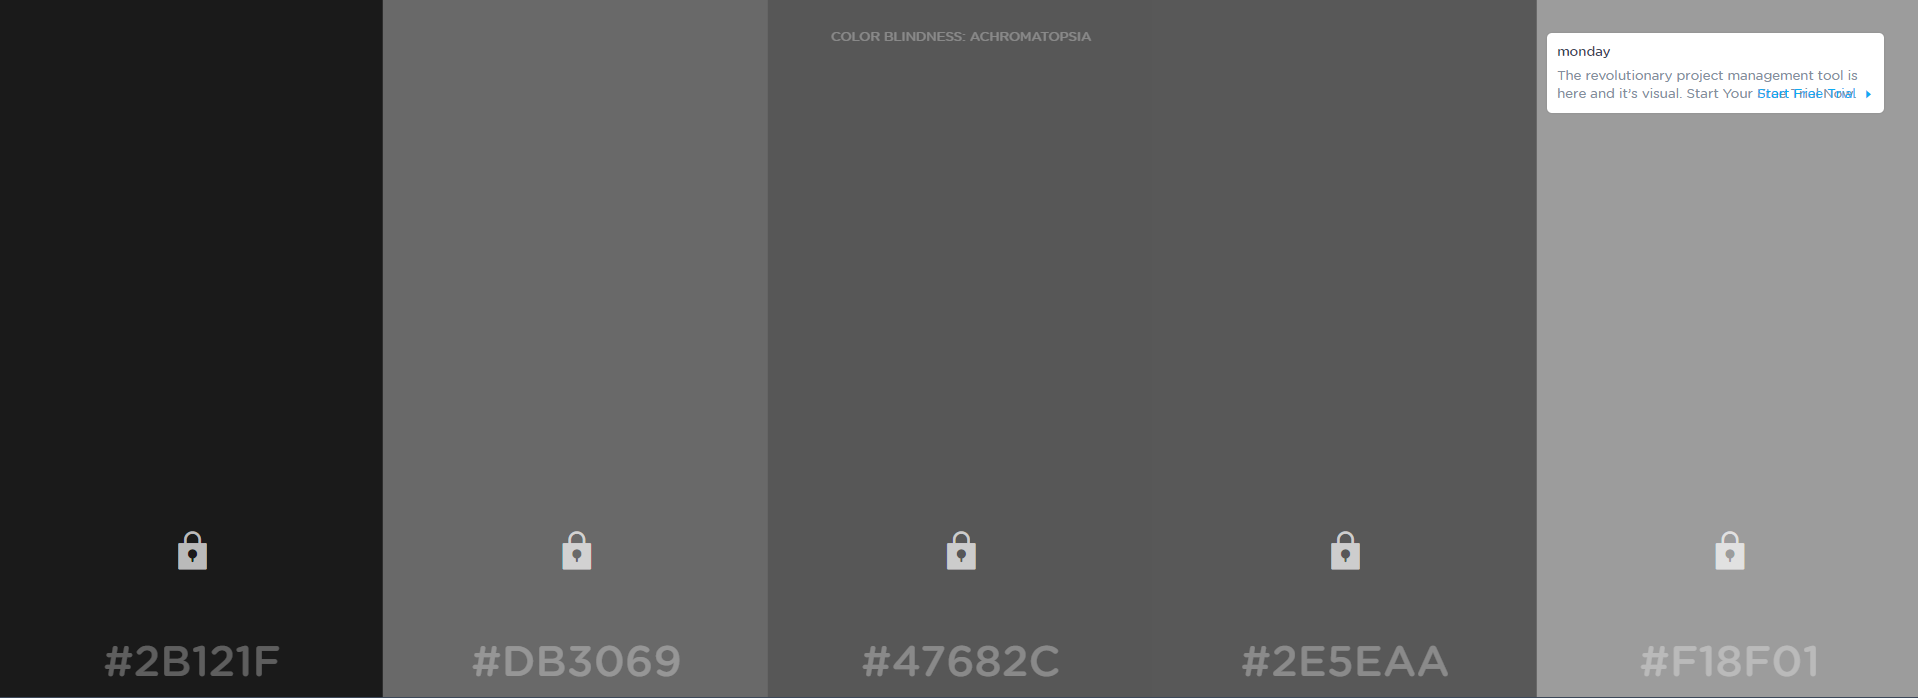 COLOR BLINDNESS: ACHROMATOPSIA
monday
The revolutionary project management tool is
here and it's visual. Start Your Free Trial Now!
Start Free Trial
#2B121F
#DB3069
#47682C
#2E5EAA
#F18F01